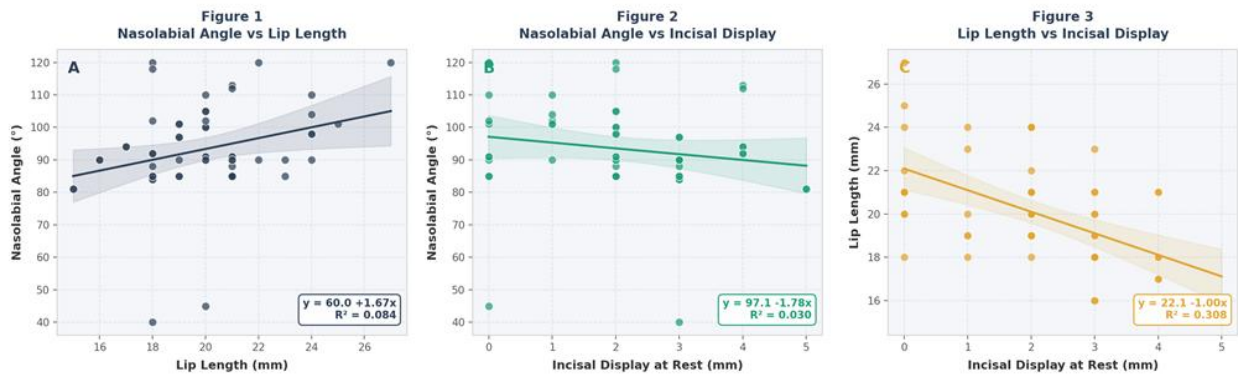 Figure 1
Nasolabial Angle vs Lip Length
A
120
110
100
90
80
70
60
50
40
Nasolabial Angle (°)
16
18
20
22
24
26
Lip Length (mm)
y = 60.0 +1.67x
R² = 0.084
Figure 2
Nasolabial Angle vs Incisal Display
B
120
110
100
90
80
70
60
50
40
Nasolabial Angle (°)
0
1
2
3
4
5
Incisal Display at Rest (mm)
y = 97.1 -1.78x
R² = 0.030
Figure 3
Lip Length vs Incisal Display
C
26
24
22
20
18
16
Lip Length (mm)
0
1
2
3
4
5
Incisal Display at Rest (mm)
y = 22.1 -1.00x
R² = 0.308